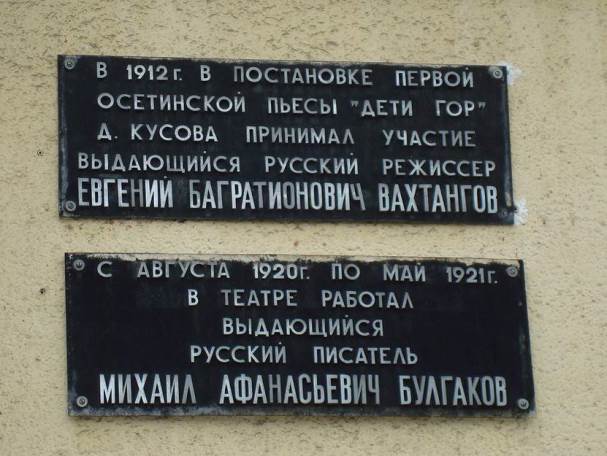 В 1912 г. В ПОСТАНОВКЕ ПЕРВОЙ
ОСЕТИНСКОЙ ПЬЕСЫ "ДЕТИ ГОР"
Д. КУСОВА ПРИНИМАЛ УЧАСТИЕ
ВЫДАЮЩИЙСЯ РУССКИЙ РЕЖИССЕР
ЕВГЕНИЙ БАГРАТИОНОВИЧ ВАХТАНГОВ
С АВГУСТА 1920г. ПО МАЙ 1921г.
В ТЕАТРЕ РАБОТАЛ
ВЫДАЮЩИЙСЯ
РУССКИЙ ПИСАТЕЛЬ
МИХАИЛ АФАНАСЬЕВИЧ БУЛГАКОВ